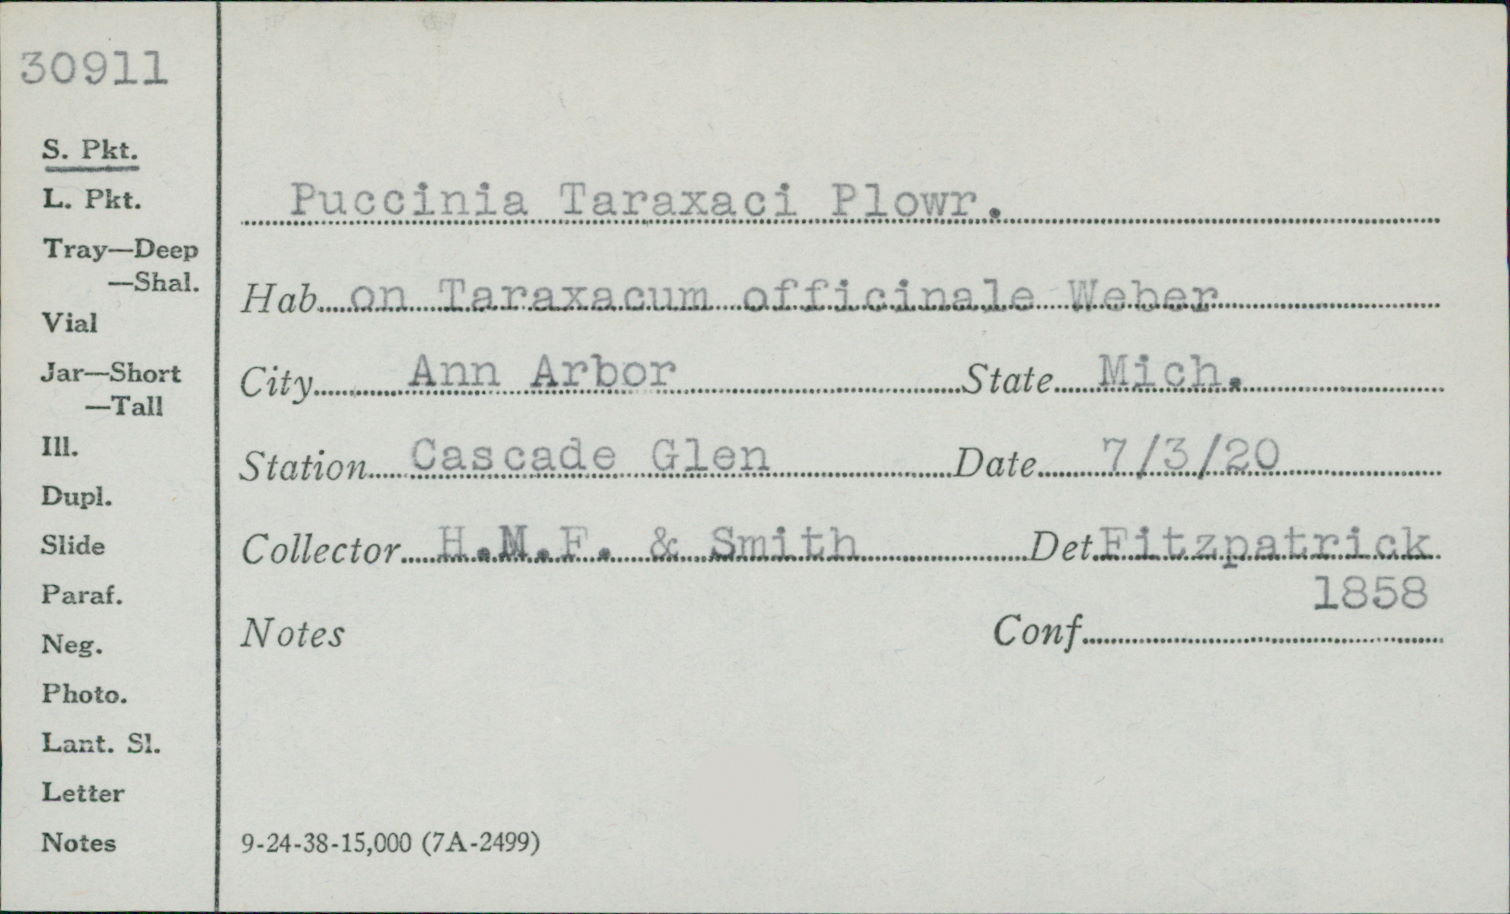 30911
S. Pkt.
L. Pkt.
Tray—Deep
—Shal.
Vial
Jar—Short
—Tall
Ill.
Dupl.
Slide
Paraf.
Neg.
Photo.
Lant. Sl.
Letter
Notes
Puccinia Taraxaci Plowr.
Hab on Taraxacum officinale Weber
City Ann Arbor State Mich.
Station Cascade Glen Date 7/3/20
Collector H.M.F. & Smith Det Fitzpatrick
1858
Notes Conf
9-24-38-15,000 (7A-2499)